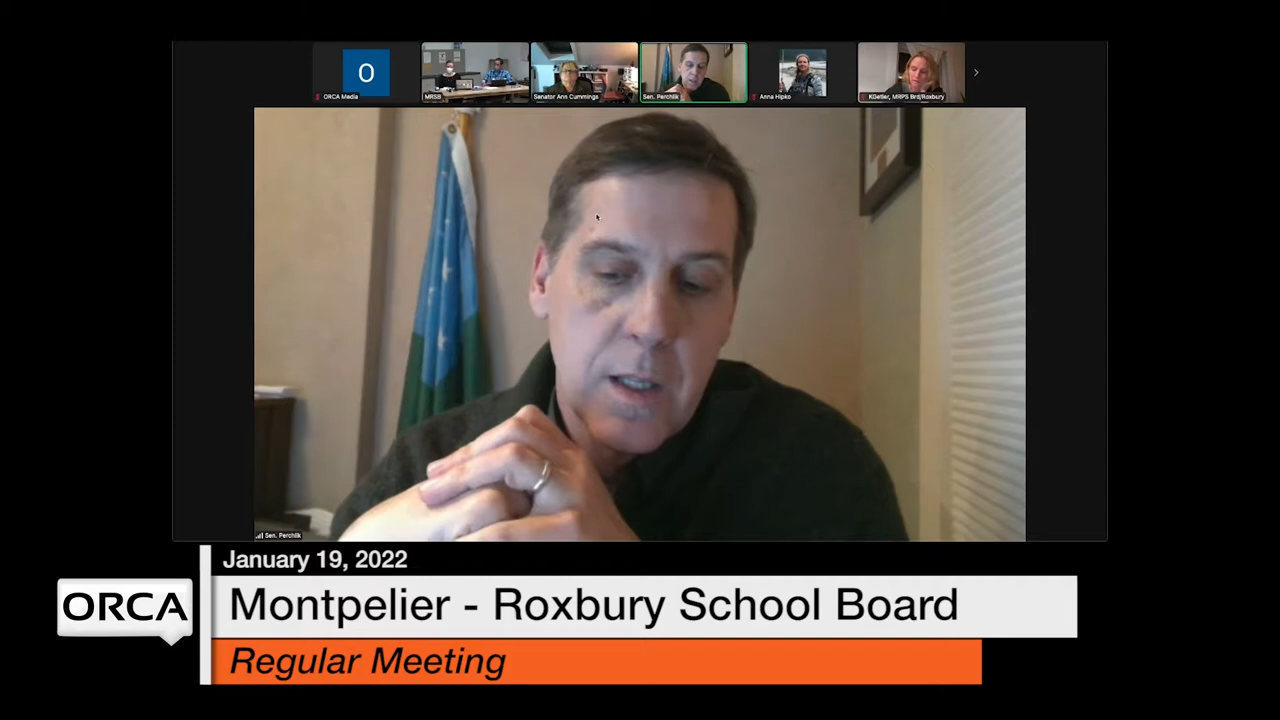 O
ORCA Media
MRSB
Senator Ann Cummings
Sen. Perchlik
Anna Hipko
KGietler, MRPS Brd/Roxbury
Sen. Perchlik
January 19, 2022
ORCA
Montpelier - Roxbury School Board
Regular Meeting